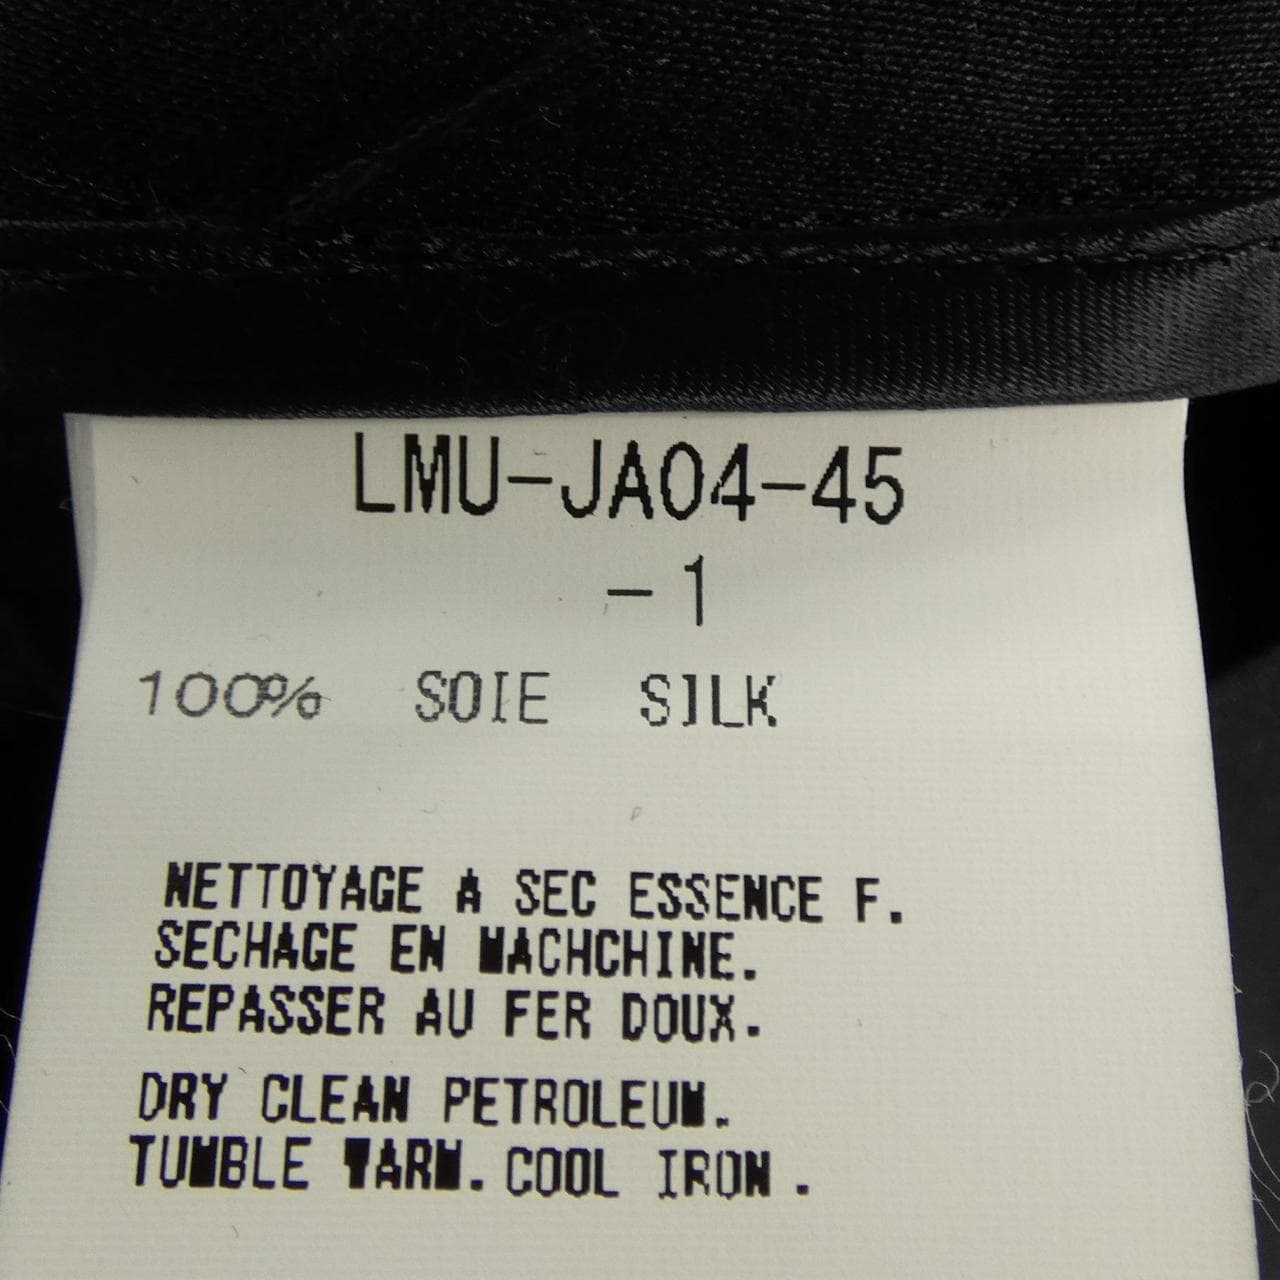 LMU-JA04-45
-1
100% SOIE SILK
NETTOYAGE A SEC ESSENCE F.
SECHAGE EN MACHCHINE.
REPASSER AU FER DOUX.
DRY CLEAN PETROLEUM.
TUMBLE WARM. COOL IRON .